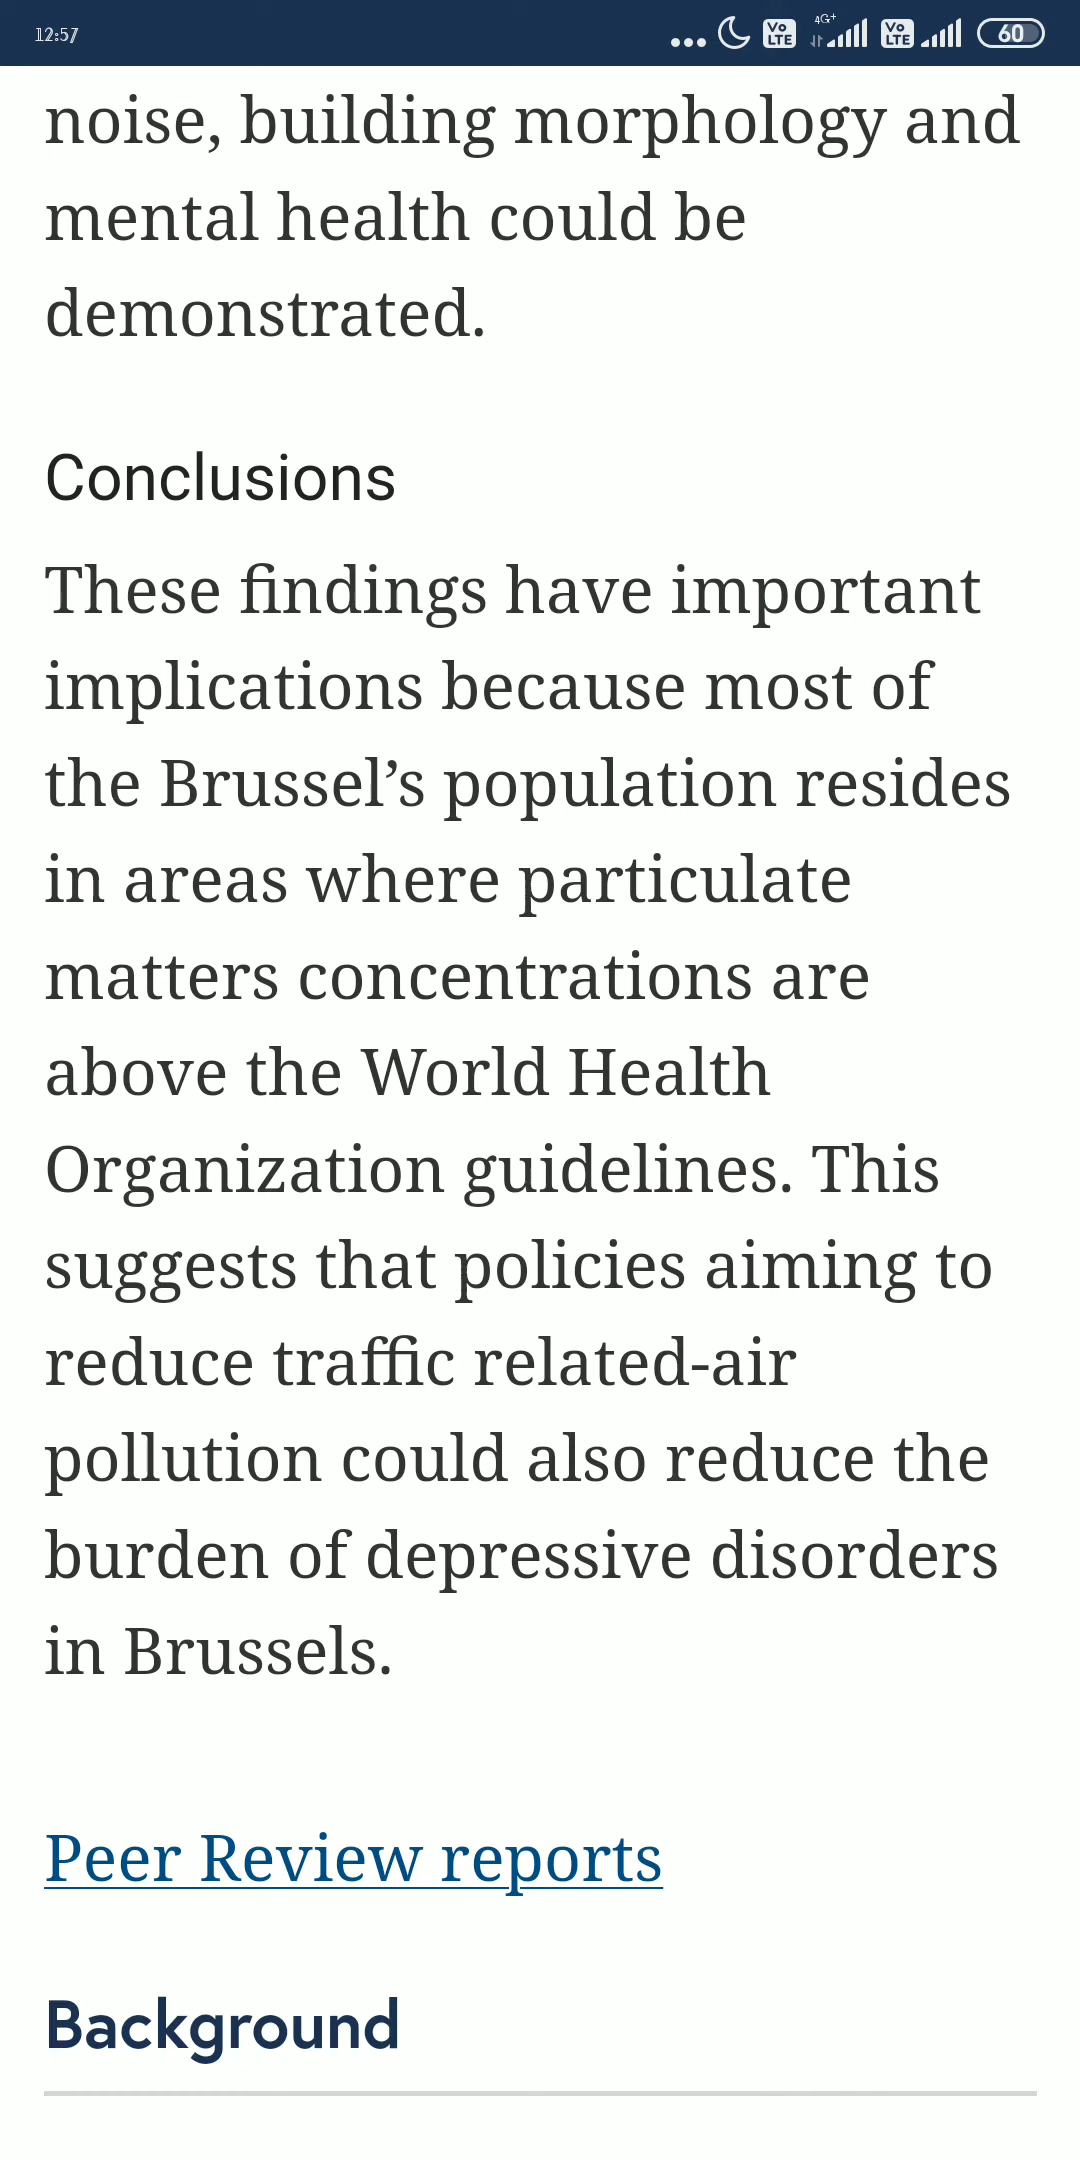 12:57
Vo LTE 4G+ Vo LTE 60
noise, building morphology and
mental health could be
demonstrated.
Conclusions
These findings have important
implications because most of
the Brussel’s population resides
in areas where particulate
matters concentrations are
above the World Health
Organization guidelines. This
suggests that policies aiming to
reduce traffic related-air
pollution could also reduce the
burden of depressive disorders
in Brussels.
Peer Review reports
Background